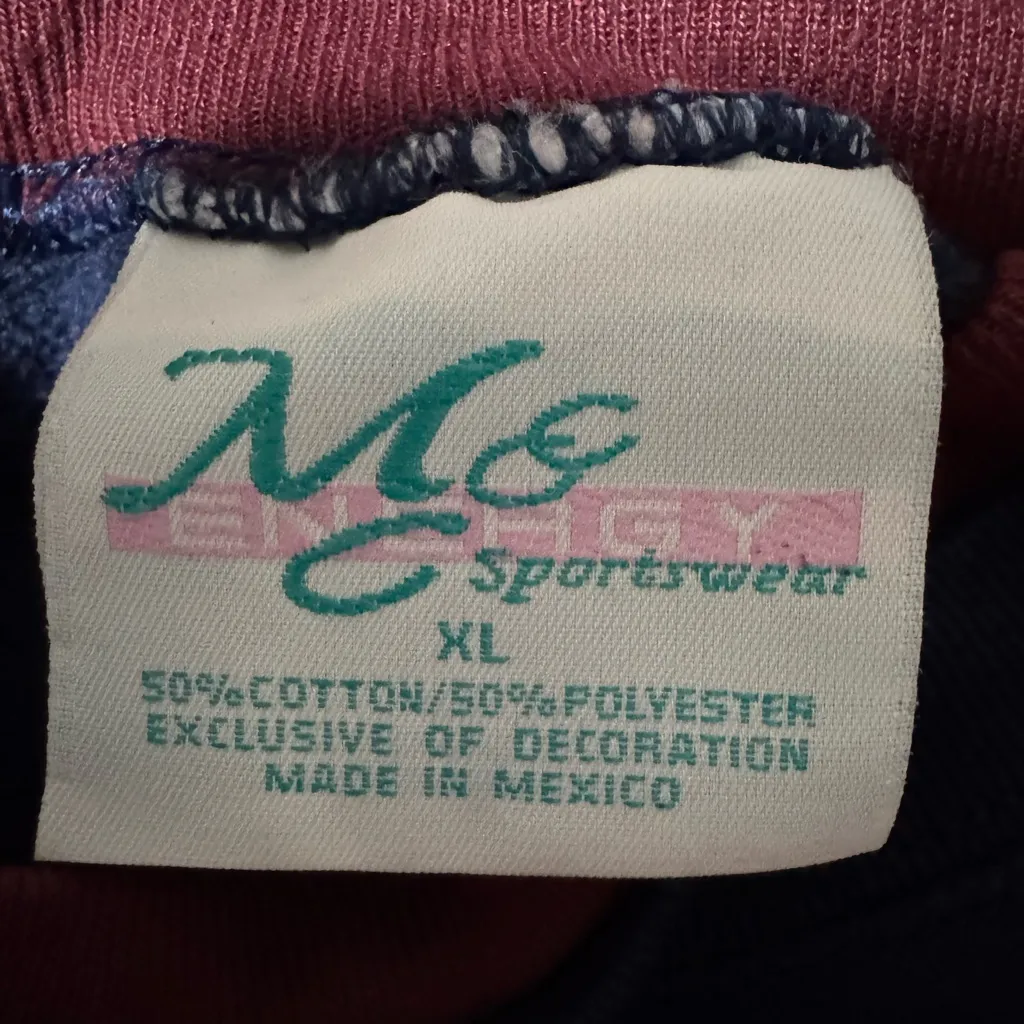 M&C
ENERGY
Sportswear
XL
50%COTTON/50%POLYESTER
EXCLUSIVE OF DECORATION
MADE IN MEXICO